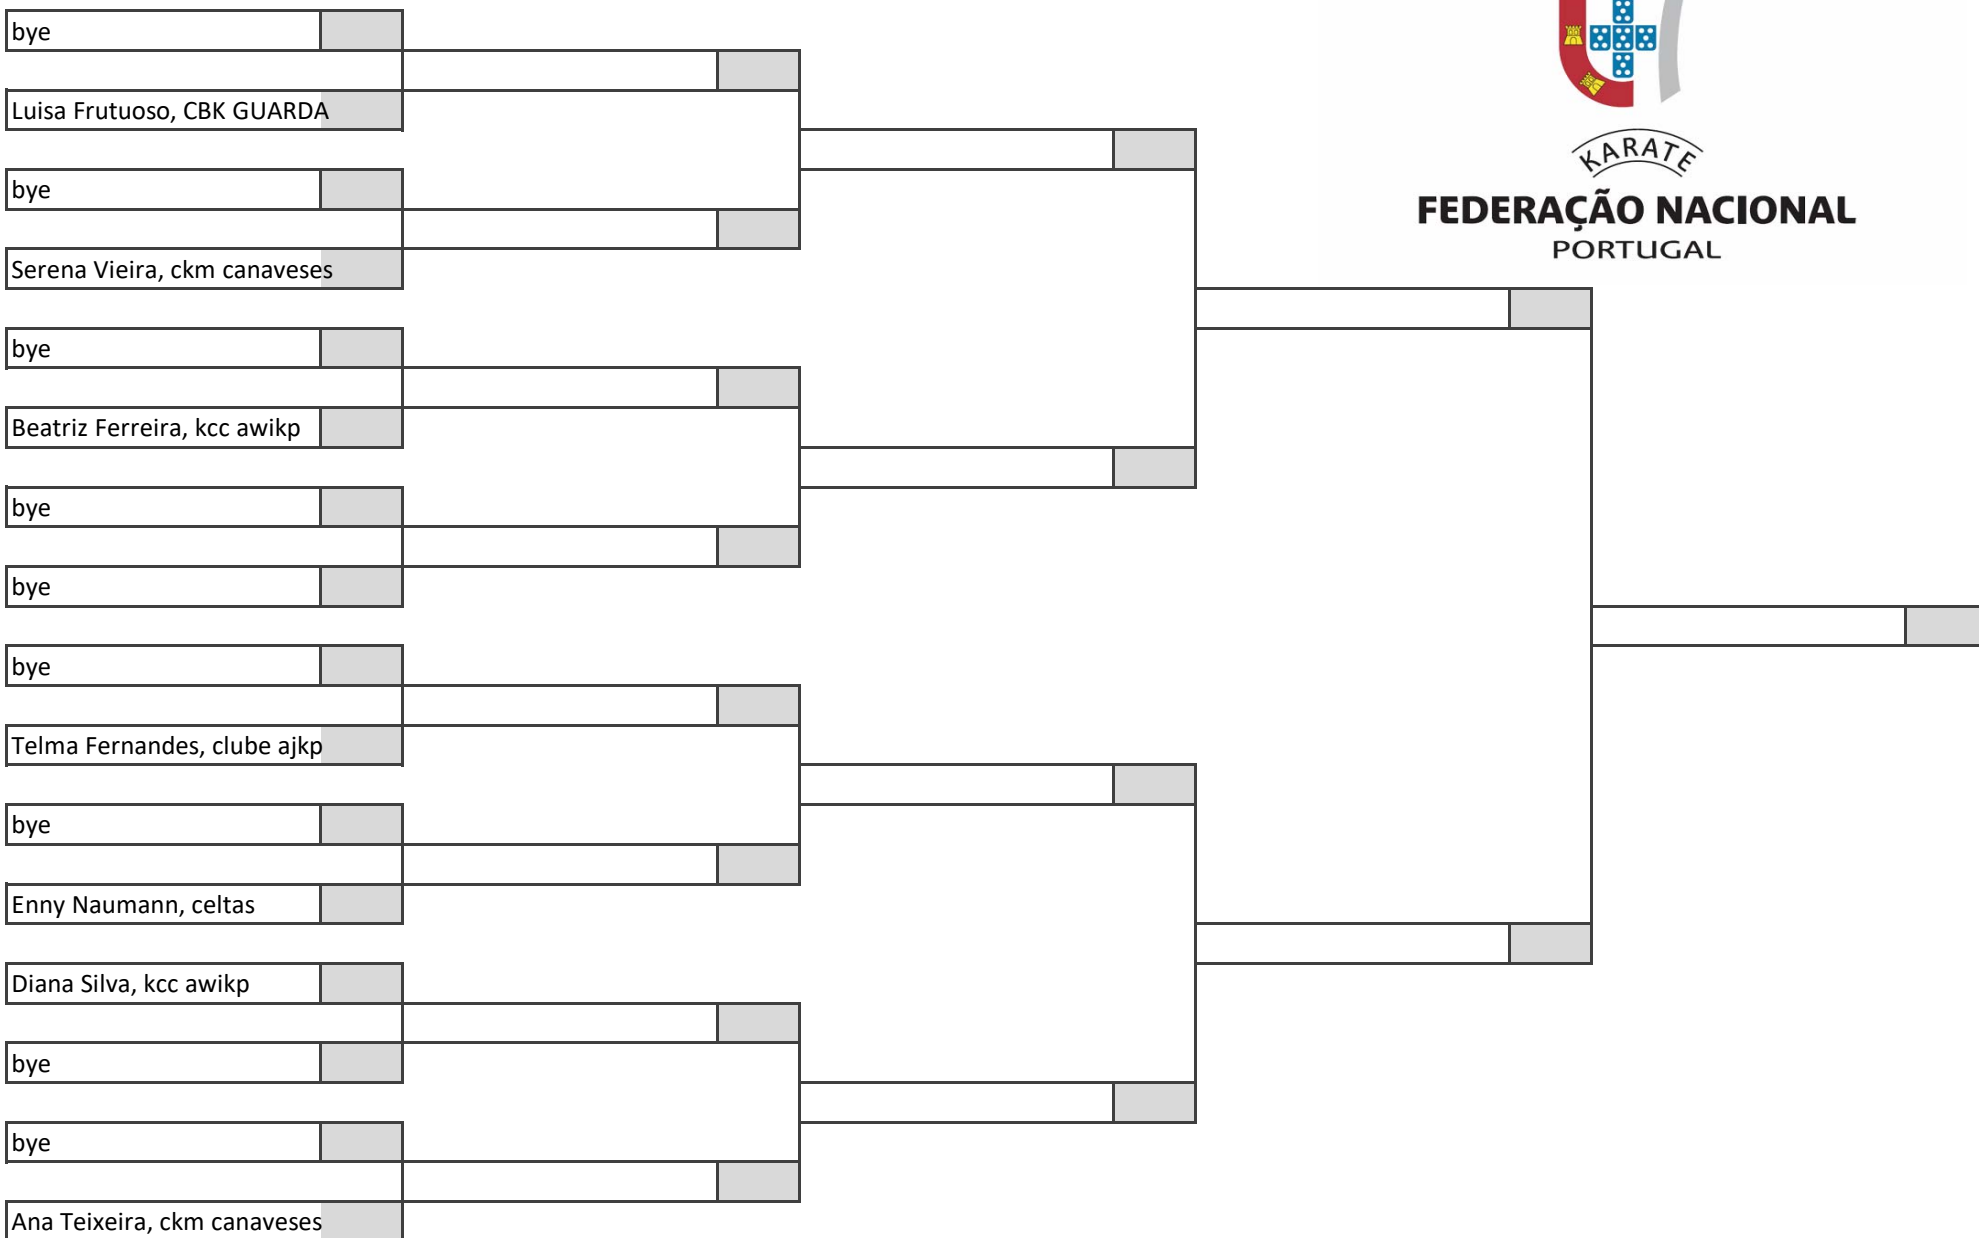 bye
Luisa Frutuoso, CBK GUARDA
bye
Serena Vieira, ckm canaveses
bye
Beatriz Ferreira, kcc awikp
bye
bye
bye
Telma Fernandes, clube ajkp
bye
Enny Naumann, celtas
Diana Silva, kcc awikp
bye
bye
Ana Teixeira, ckm canaveses
KARATE
FEDERAÇÃO NACIONAL
PORTUGAL